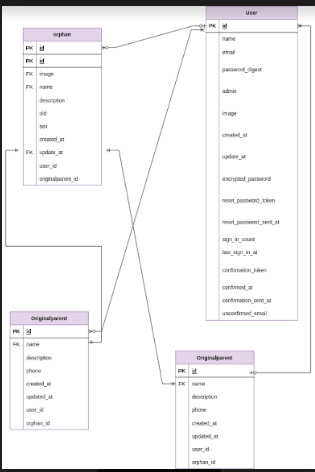 orphan
PK id
PK id
FK image
FK name
description
old
sex
created_at
FK update_at
user_id
originalparent_id
User
PK id
name
email
password_digest
admin
image
created_at
update_at
encrypted_password
reset_password_token
reset_password_sent_at
sign_in_count
last_sign_in_at
confirmation_token
confirmed_at
confirmation_sent_at
unconfirmed_email
Originalparent
PK id
FK name
description
phone
created_at
updated_at
user_id
orphan_id
Originalparent
PK id
FK name
description
phone
created_at
updated_at
user_id
orphan_id